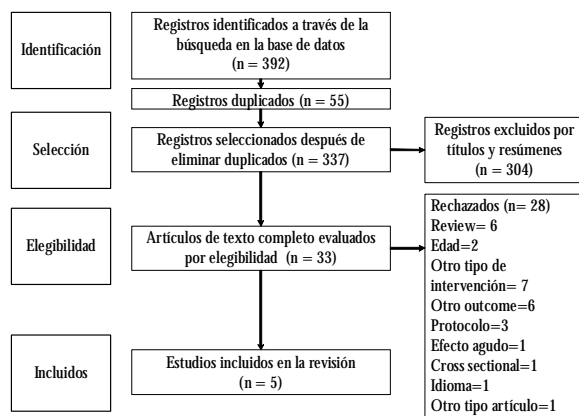 Identificación
Registros identificados a través de la
búsqueda en la base de datos
(n = 392)
Registros duplicados (n = 55)
Selección
Registros seleccionados después de
eliminar duplicados (n = 337)
Registros excluidos por
títulos y resúmenes
(n = 304)
Elegibilidad
Artículos de texto completo evaluados
por elegibilidad (n = 33)
Rechazados (n= 28)
Review= 6
Edad=2
Otro tipo de
intervención= 7
Otro outcome=6
Protocolo=3
Efecto agudo=1
Cross sectional=1
Idioma=1
Otro tipo artículo=1
Incluidos
Estudios incluidos en la revisión
(n = 5)